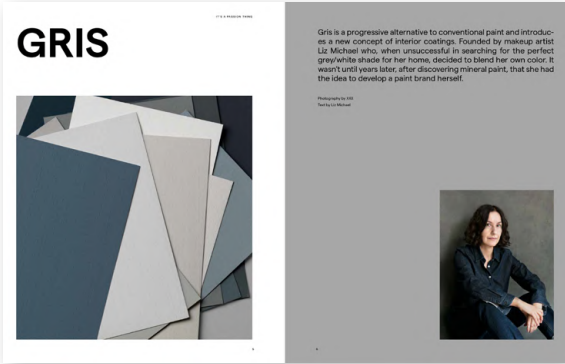 IT'S A PASSION THING
GRIS
Gris is a progressive alternative to conventional paint and introduc-
es a new concept of interior coatings. Founded by makeup artist
Liz Michael who, when unsuccessful in searching for the perfect
grey/white shade for her home, decided to blend her own color. It
wasn't until years later, after discovering mineral paint, that she had
the idea to develop a paint brand herself.
Text by Liz Michael